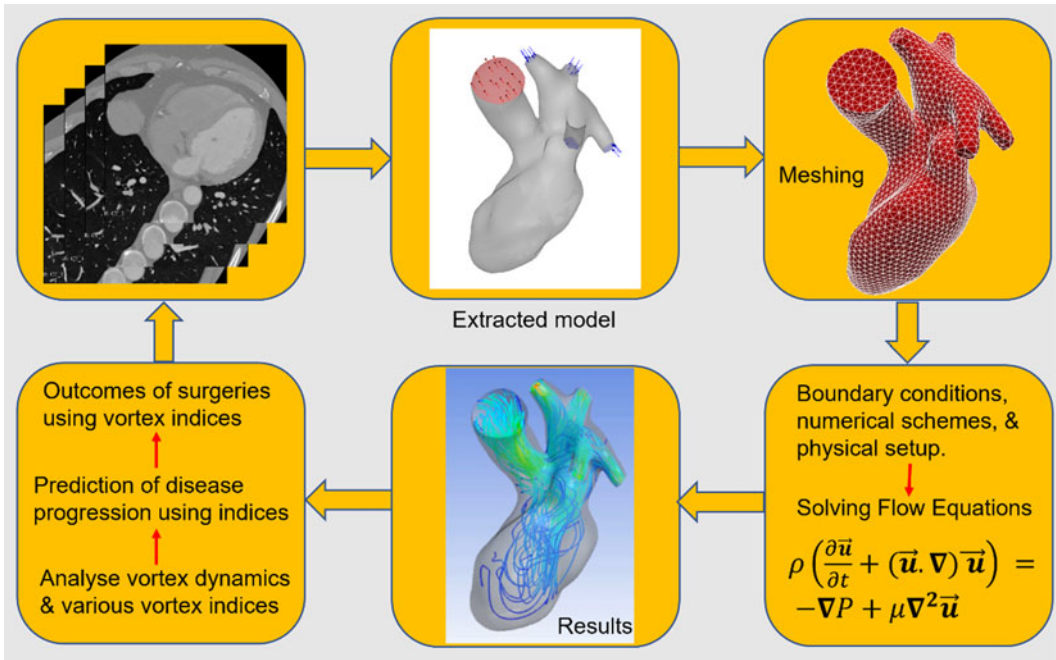 Extracted model
Meshing
Boundary conditions,
numerical schemes, &
physical setup.
Solving Flow Equations
ρ(∂u⃗/∂t + (u⃗.∇)u⃗) =
−∇P + μ∇²u⃗
Results
Outcomes of surgeries
using vortex indices
Prediction of disease
progression using indices
Analyse vortex dynamics
& various vortex indices